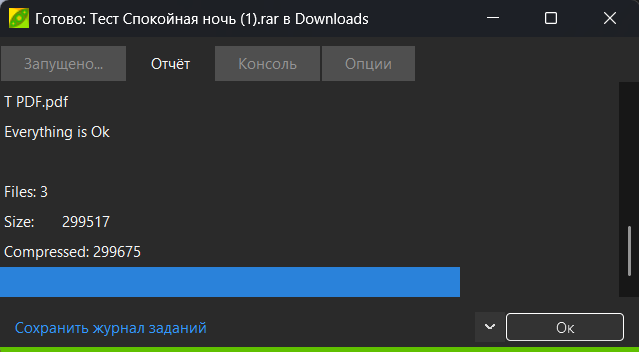 Готово: Тест Спокойная ночь (1).rar в Downloads
Запущено... Отчёт Консоль Опции
T PDF.pdf
Everything is Ok
Files: 3
Size: 299517
Compressed: 299675
Сохранить журнал заданий Ок